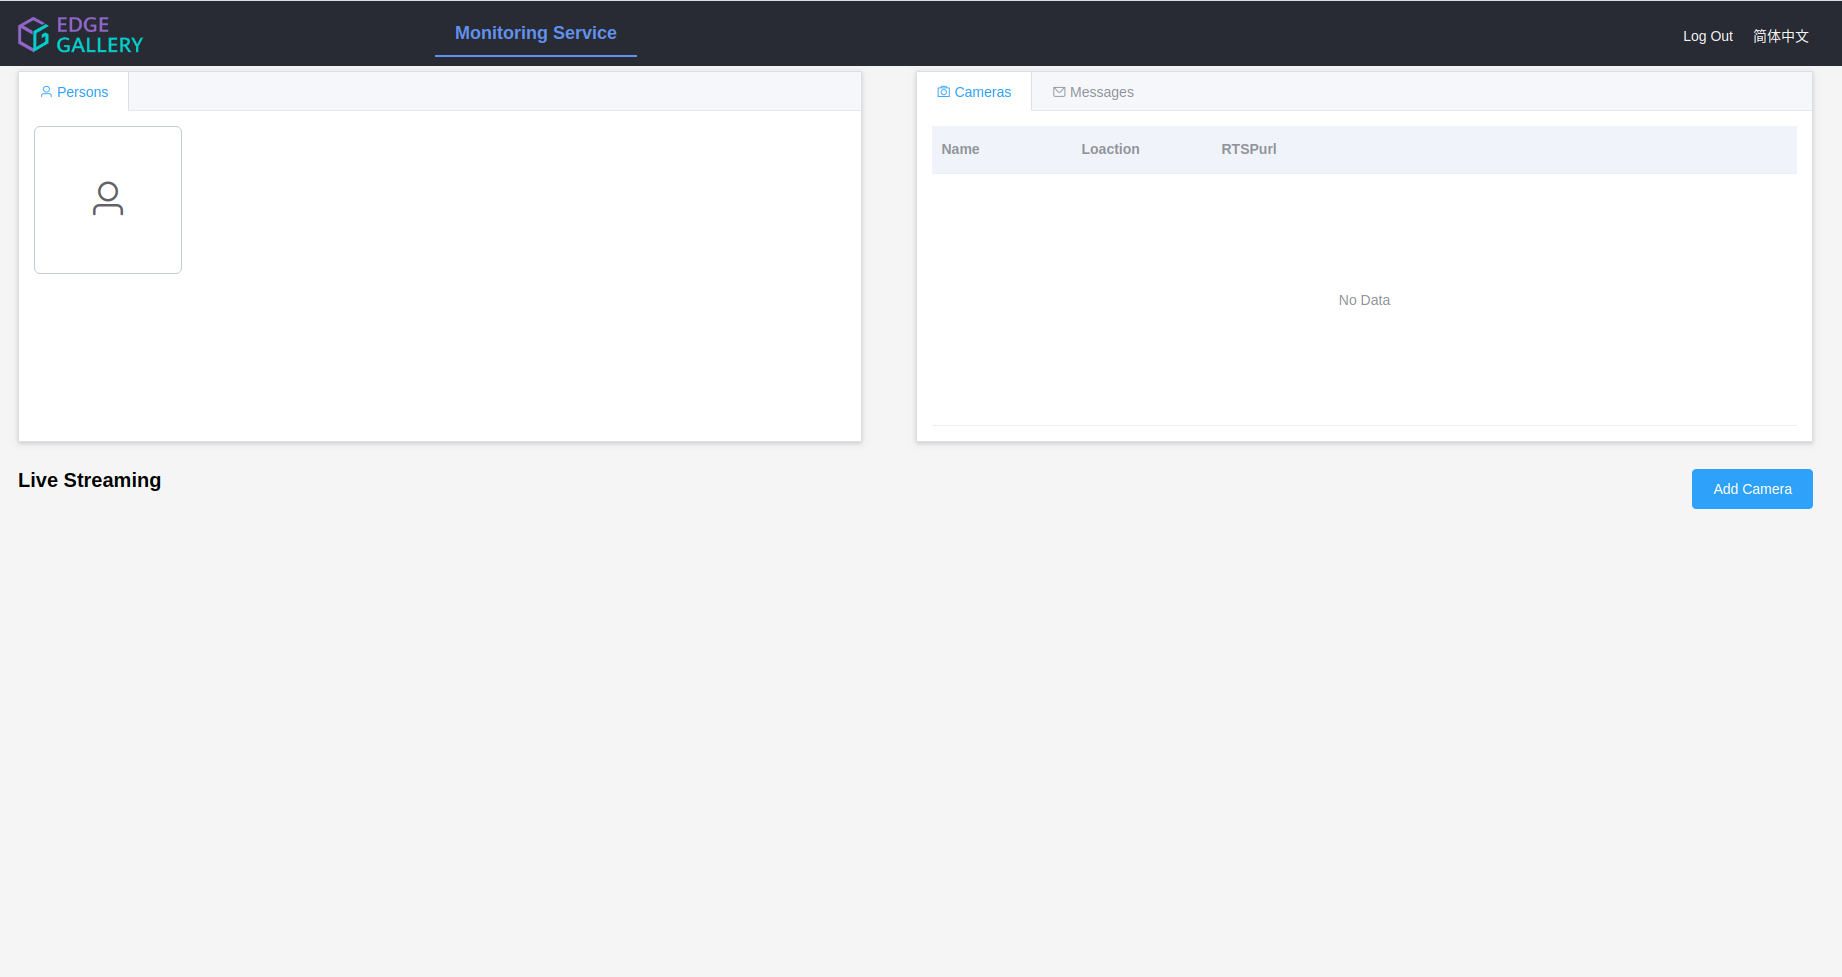 EDGE
GALLERY
Monitoring Service
Log Out
简体中文
Persons
Cameras
Messages
Name
Loaction
RTSPurl
No Data
Live Streaming
Add Camera